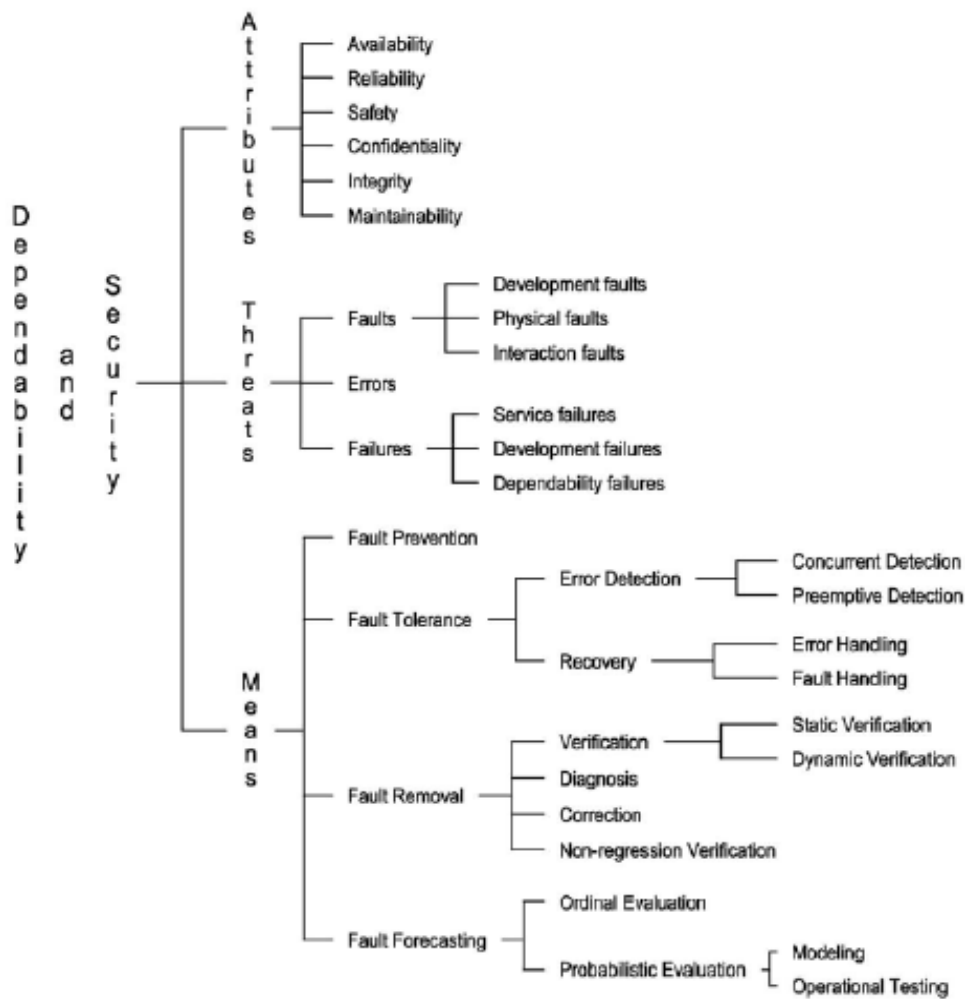 Dependability
and
Security
Attributes
Availability
Reliability
Safety
Confidentiality
Integrity
Maintainability
Threats
Faults
Development faults
Physical faults
Interaction faults
Errors
Failures
Service failures
Development failures
Dependability failures
Means
Fault Prevention
Fault Tolerance
Error Detection
Concurrent Detection
Preemptive Detection
Recovery
Error Handling
Fault Handling
Fault Removal
Verification
Static Verification
Dynamic Verification
Diagnosis
Correction
Non-regression Verification
Fault Forecasting
Ordinal Evaluation
Probabilistic Evaluation
Modeling
Operational Testing